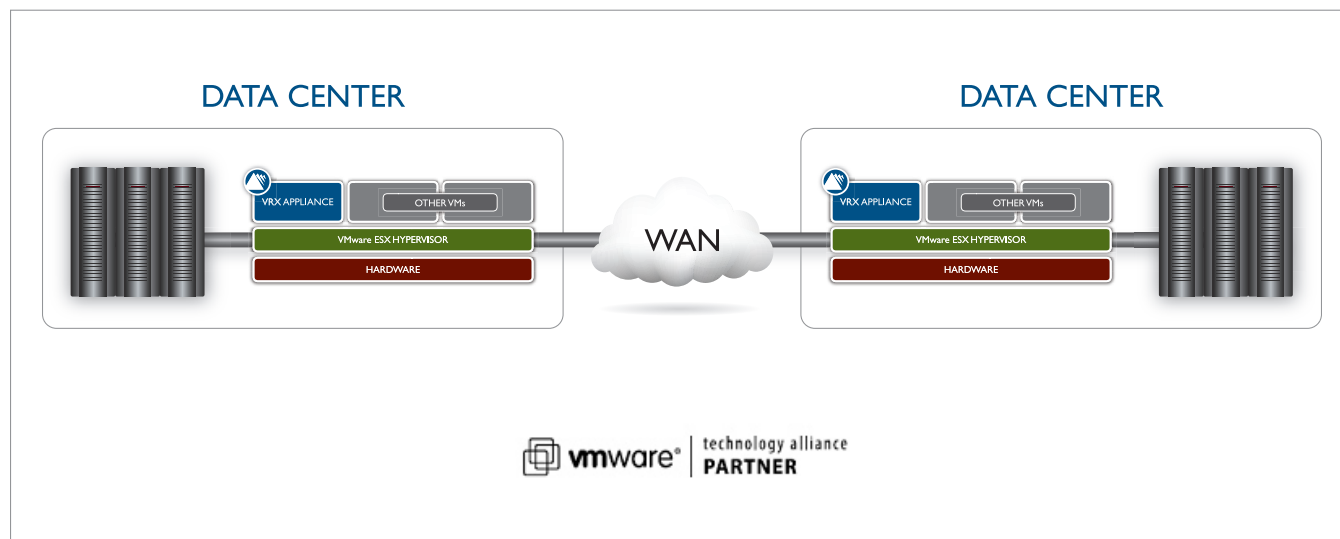 DATA CENTER
VRX APPLIANCE
OTHER VMs
VMware ESX HYPERVISOR
HARDWARE
WAN
DATA CENTER
VRX APPLIANCE
OTHER VMs
VMware ESX HYPERVISOR
HARDWARE
vmware®
technology alliance
PARTNER